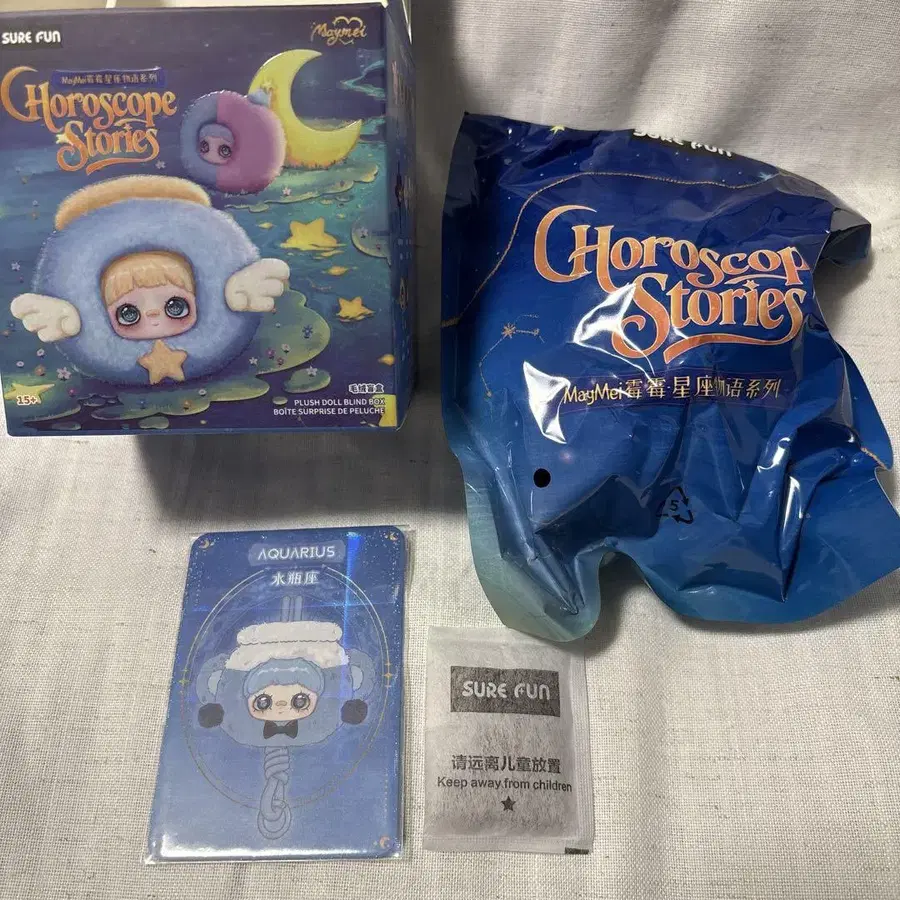 SURE FUN
Maymei
MayMei霉霉星座物语系列
Horoscope
Stories
15+
毛绒盲盒
PLUSH DOLL BLIND BOX
BOÎTE SURPRISE DE PELUCHE
SURE FUN
Horoscop
Stories
MayMei霉霉星座物语系列
5
AQUARIUS
水瓶座
SURE FUN
请远离儿童放置
Keep away from children